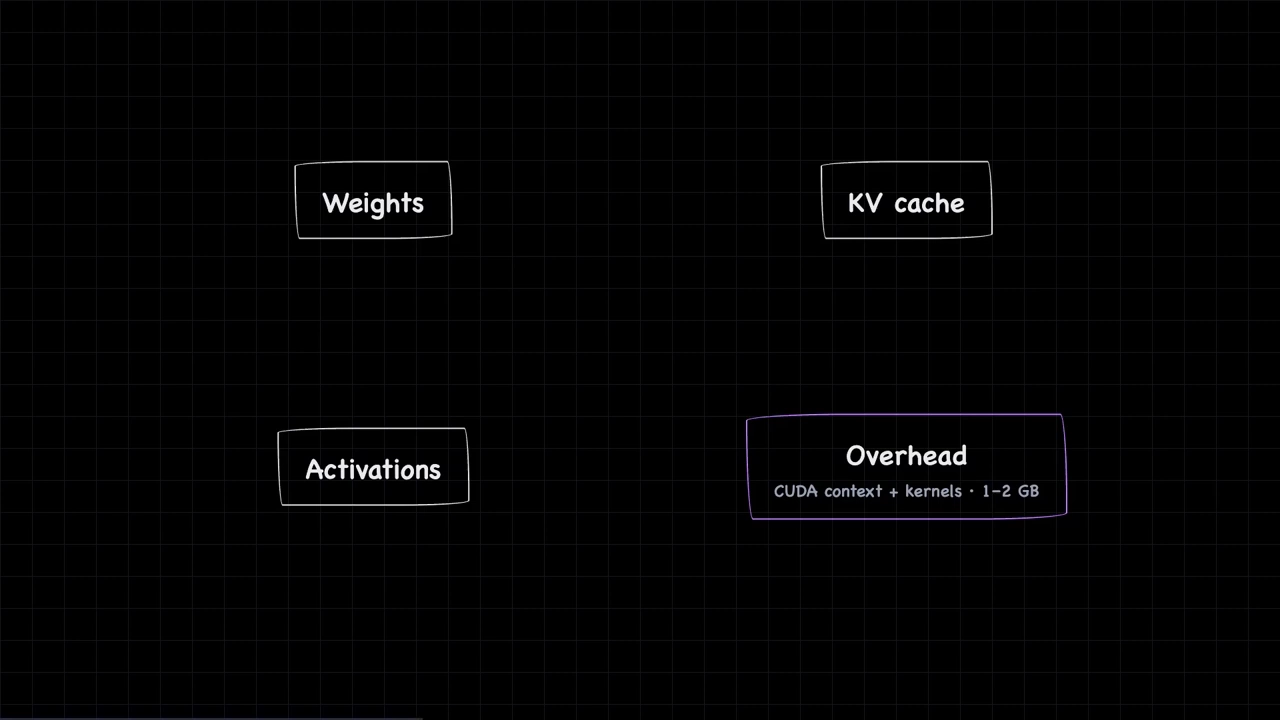 Weights
KV cache
Activations
Overhead
CUDA context + kernels · 1–2 GB